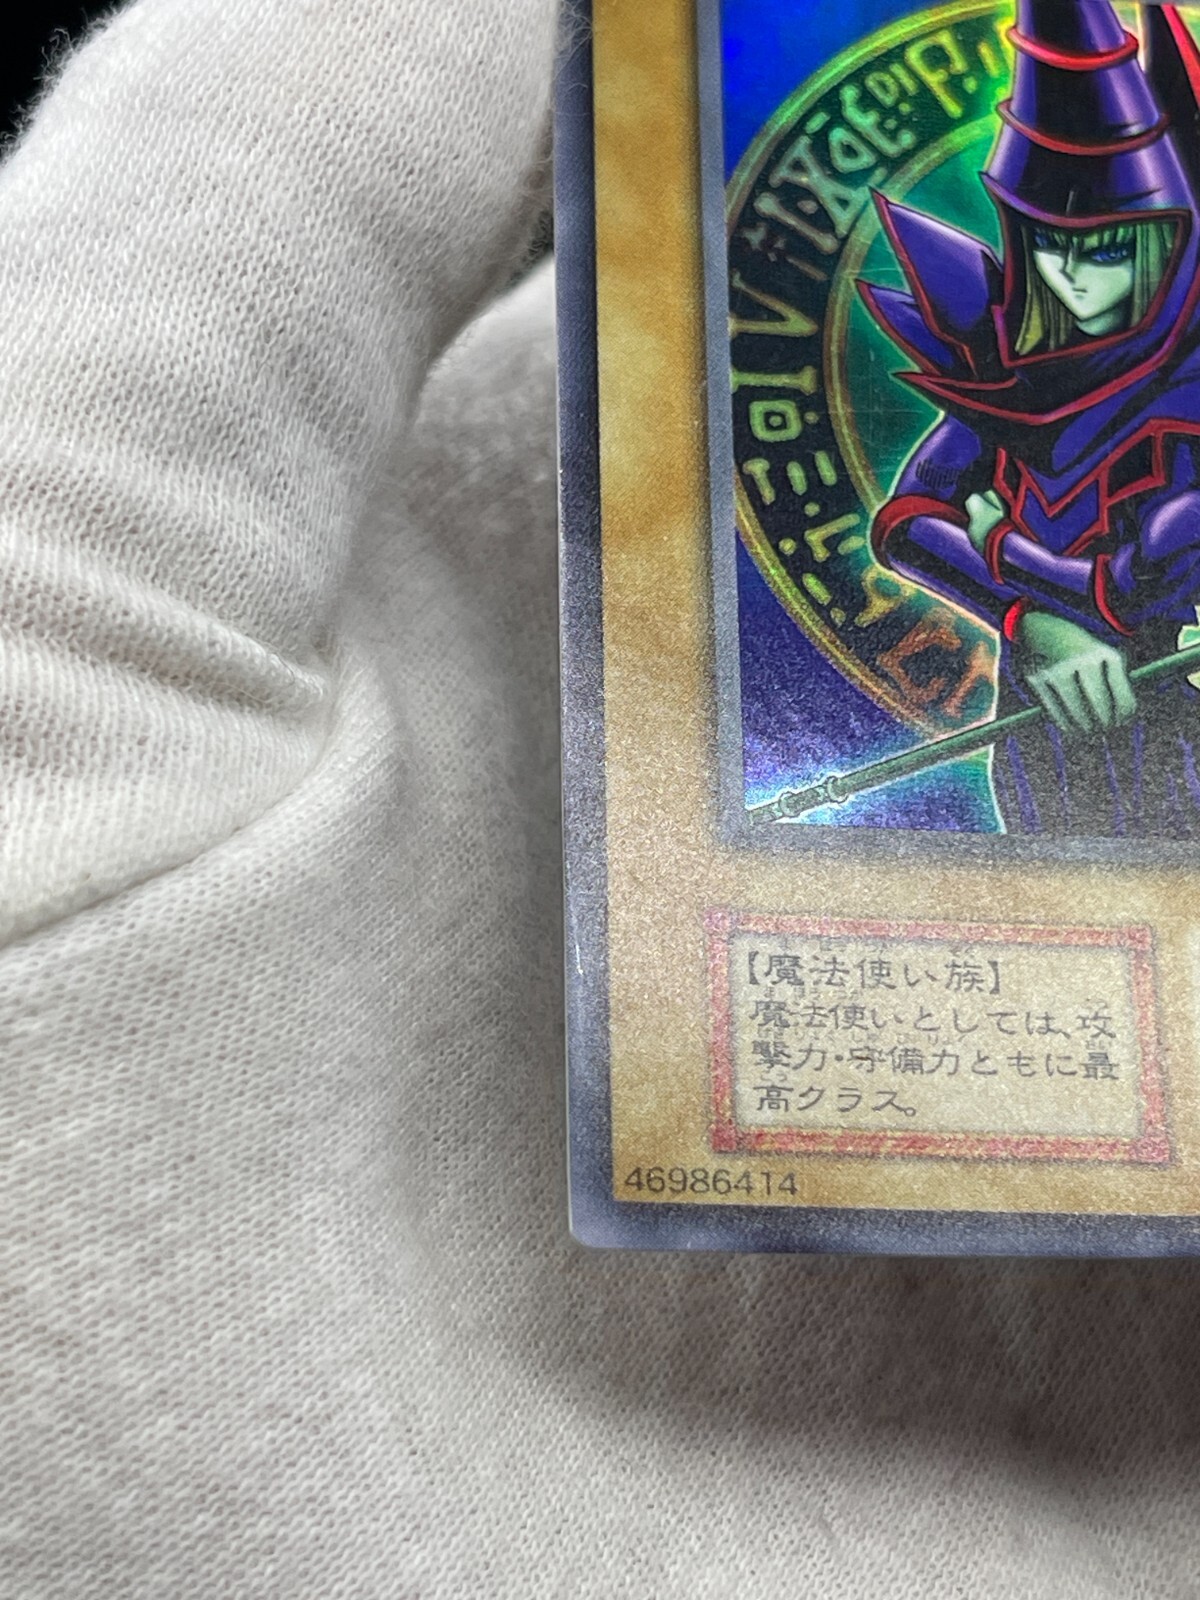 【魔法使い族】
魔法使いとしては、攻
撃力・守備力ともに最
高クラス。
46986414